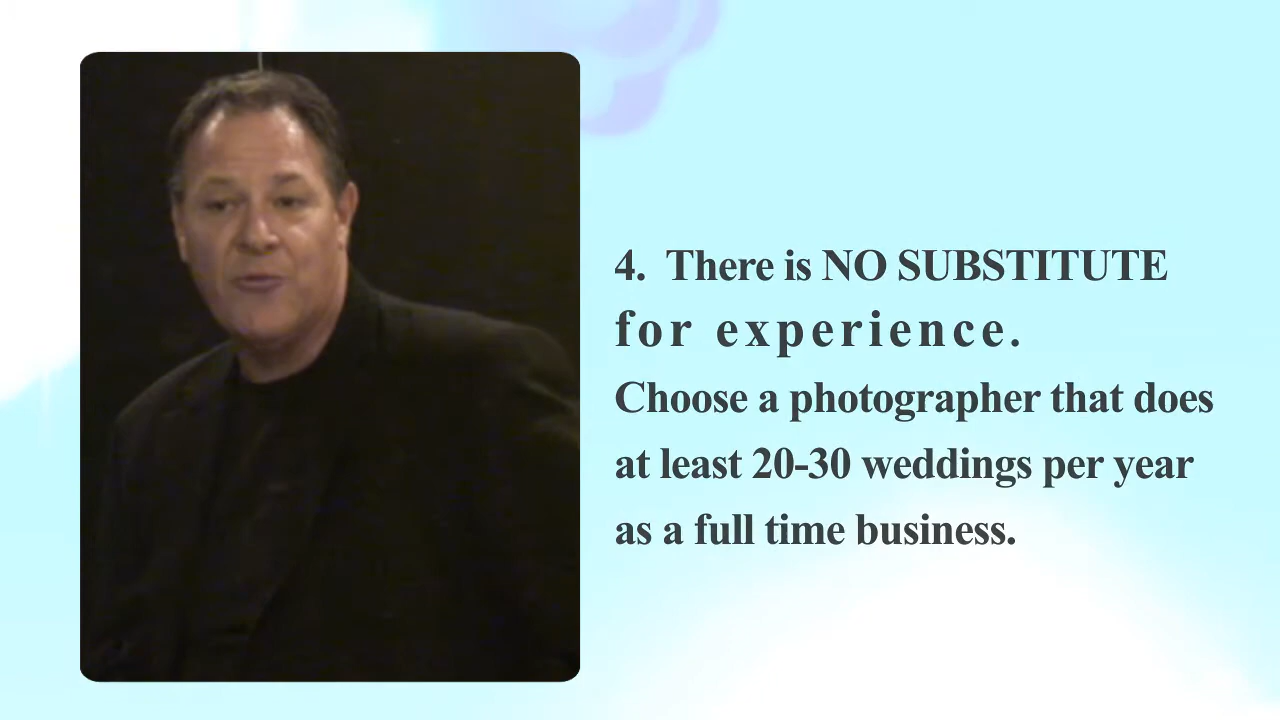 4.  There is NO SUBSTITUTE
for experience.
Choose a photographer that does
at least 20-30 weddings per year
as a full time business.